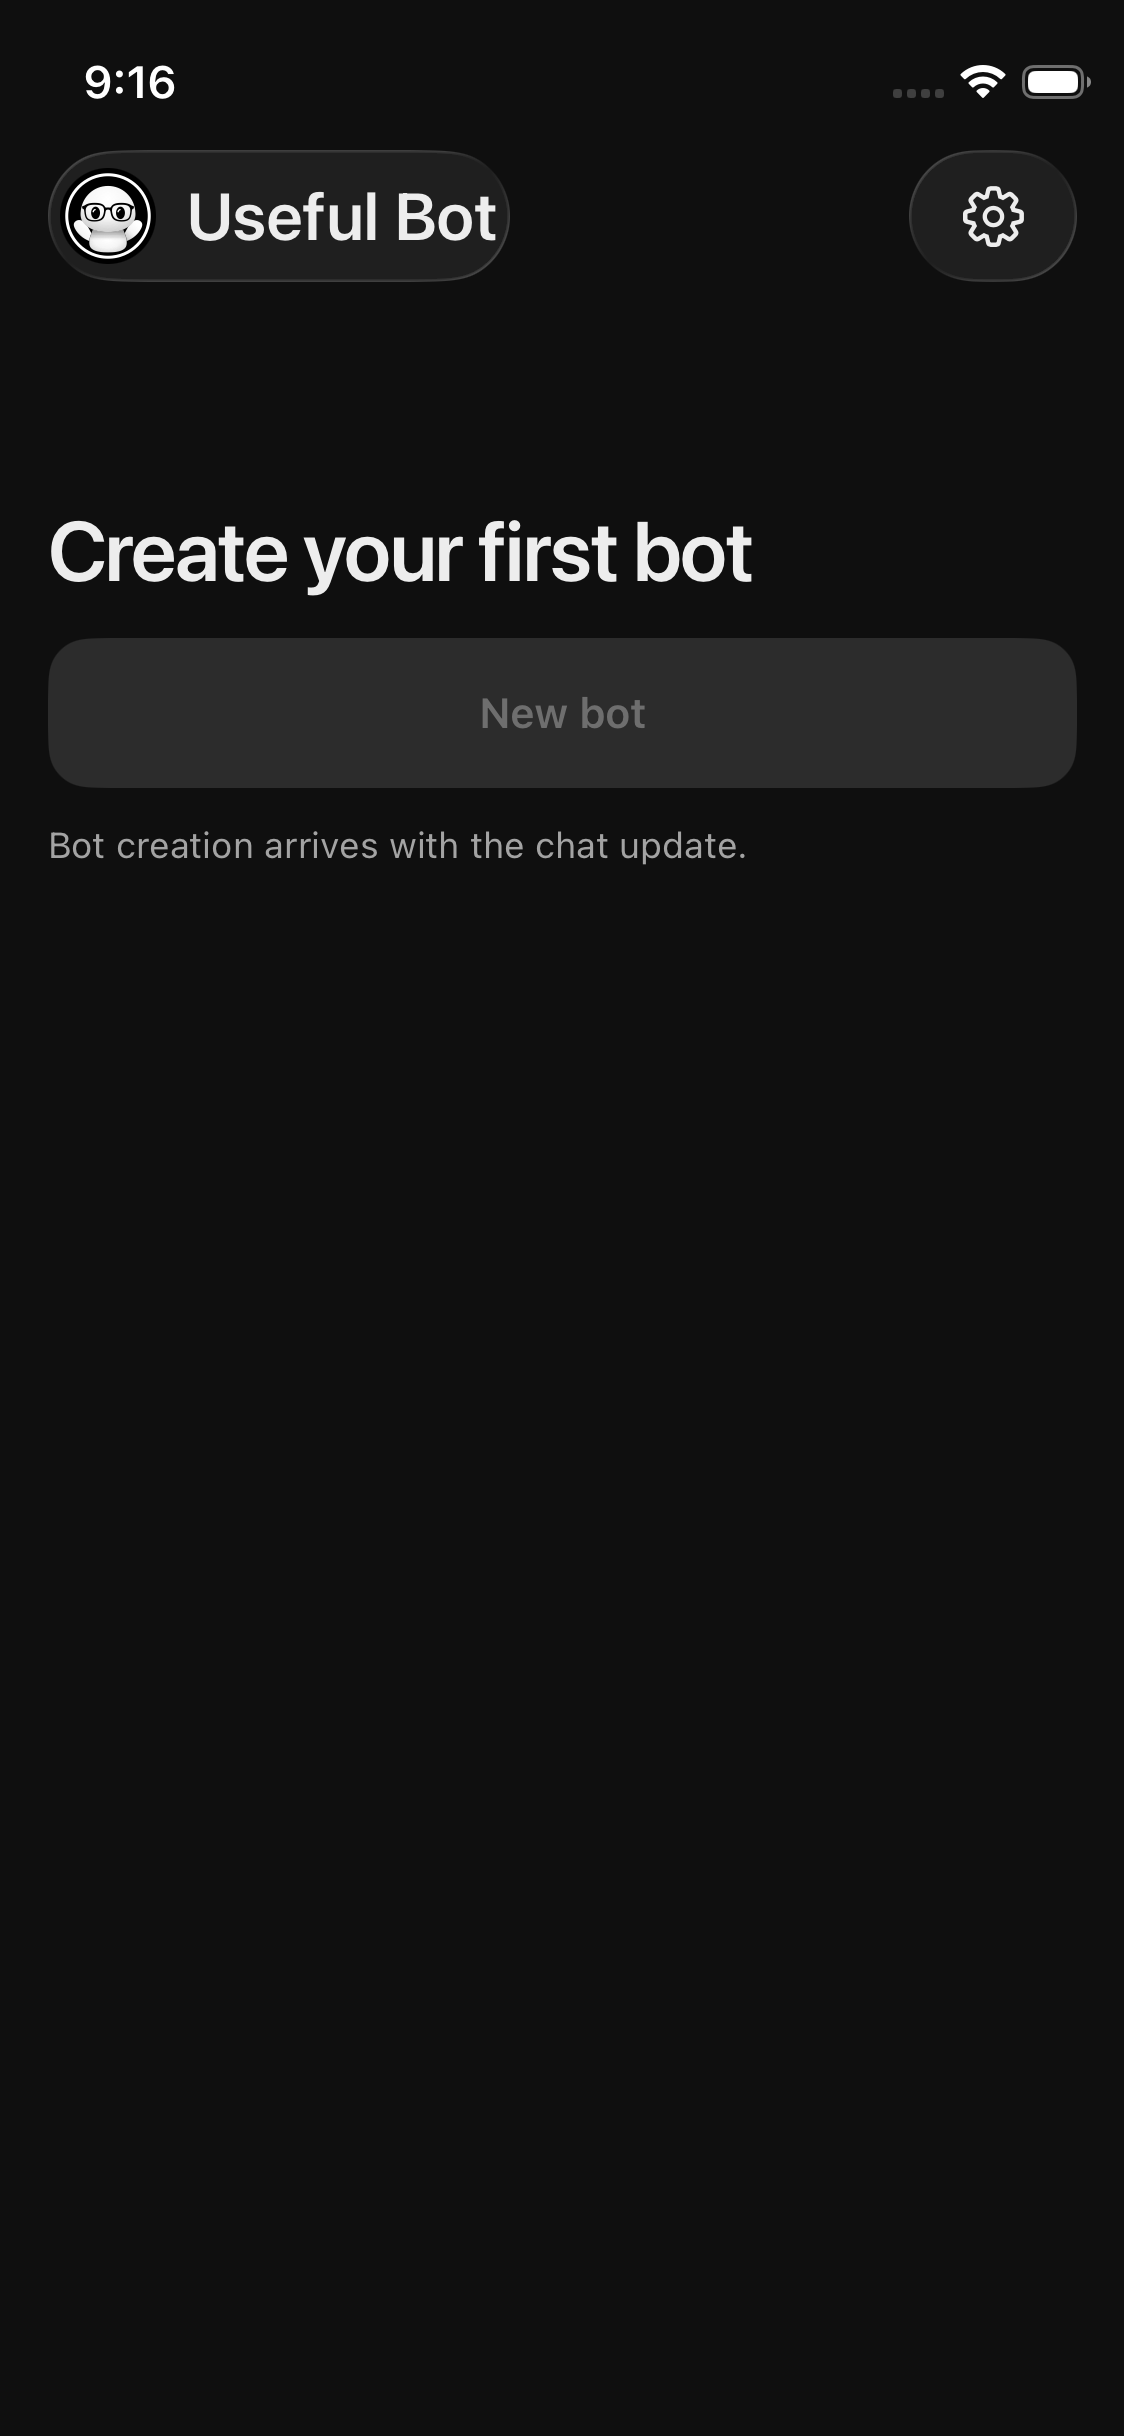 9:16
Useful Bot
Create your first bot
New bot
Bot creation arrives with the chat update.